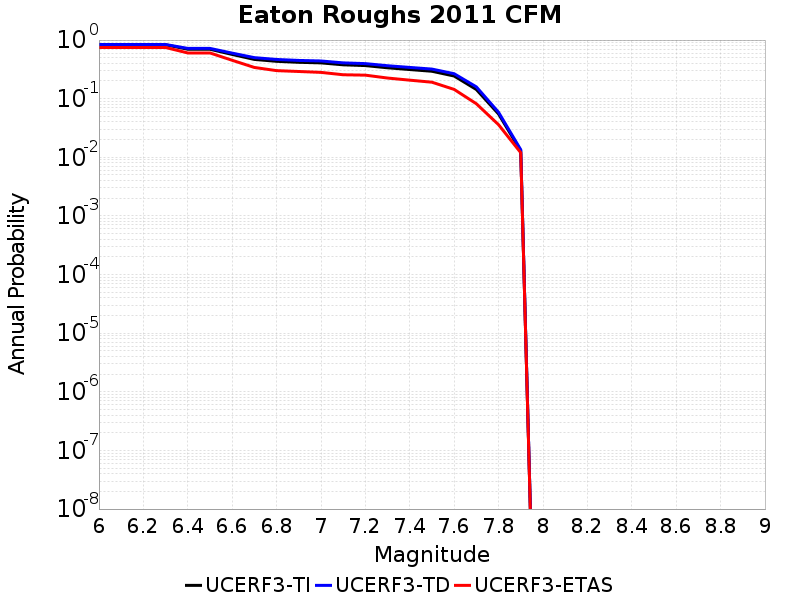 Eaton Roughs 2011 CFM
Annual Probability
10^0
10^-1
10^-2
10^-3
10^-4
10^-5
10^-6
10^-7
10^-8
6 6.2 6.4 6.6 6.8 7 7.2 7.4 7.6 7.8 8 8.2 8.4 8.6 8.8 9
Magnitude
UCERF3-TI UCERF3-TD UCERF3-ETAS